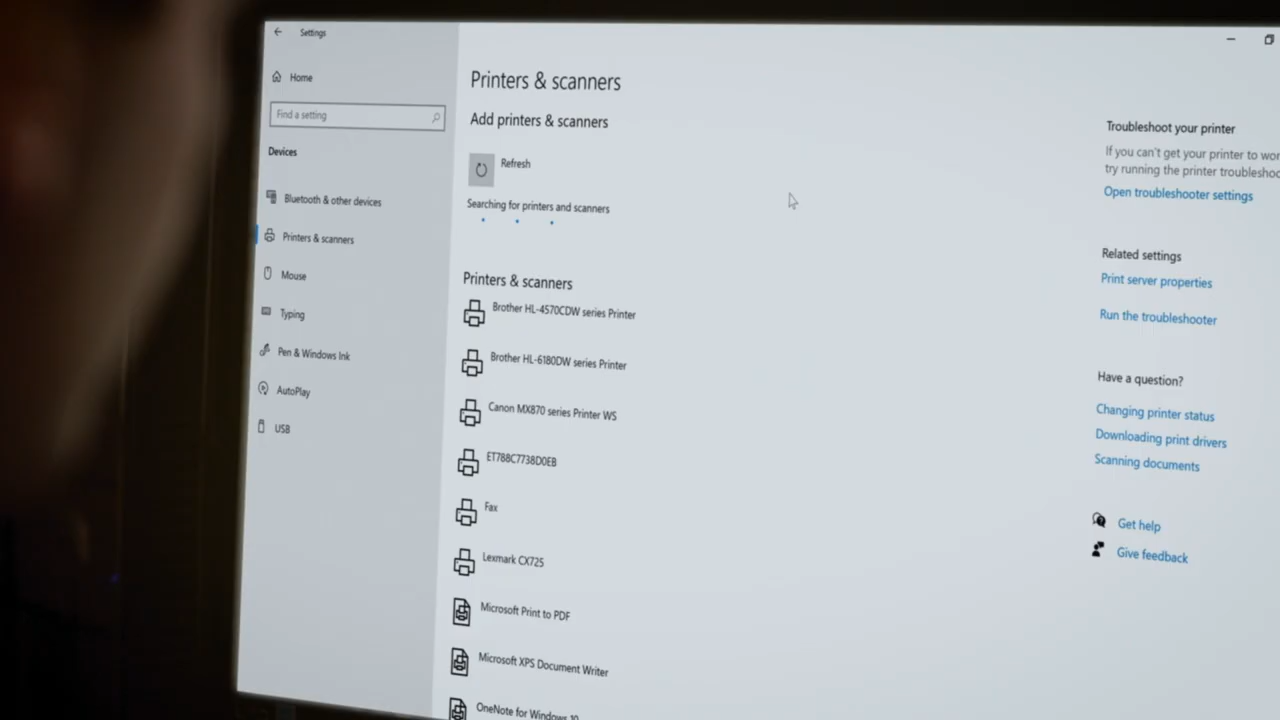 Settings
Home
Find a setting
Devices
Bluetooth & other devices
Printers & scanners
Mouse
Typing
Pen & Windows Ink
AutoPlay
USB
Printers & scanners
Add printers & scanners
Refresh
Searching for printers and scanners
Printers & scanners
Brother HL-4570CDW series Printer
Brother HL-6180DW series Printer
Canon MX870 series Printer WS
ET788C7738D0EB
Fax
Lexmark CX725
Microsoft Print to PDF
Microsoft XPS Document Writer
OneNote for Windows 10
Troubleshoot your printer
If you can't get your printer to wor
try running the printer troubleshoo
Open troubleshooter settings
Related settings
Print server properties
Run the troubleshooter
Have a question?
Changing printer status
Downloading print drivers
Scanning documents
Get help
Give feedback